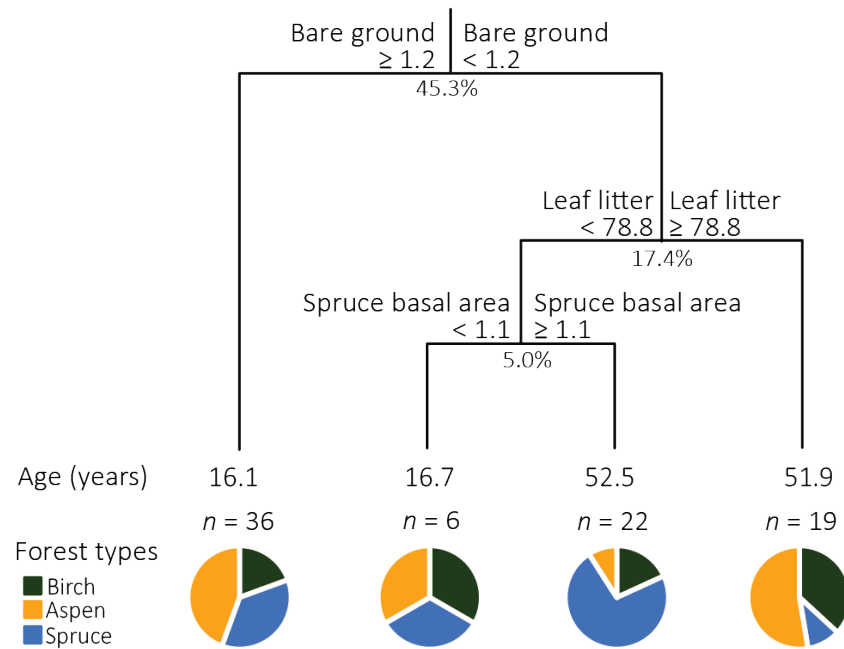 Bare ground Bare ground
≥ 1.2 < 1.2
45.3%
Leaf litter Leaf litter
< 78.8 ≥ 78.8
17.4%
Spruce basal area Spruce basal area
< 1.1 ≥ 1.1
5.0%
Age (years) 16.1 16.7 52.5 51.9
n = 36 n = 6 n = 22 n = 19
Forest types
Birch
Aspen
Spruce